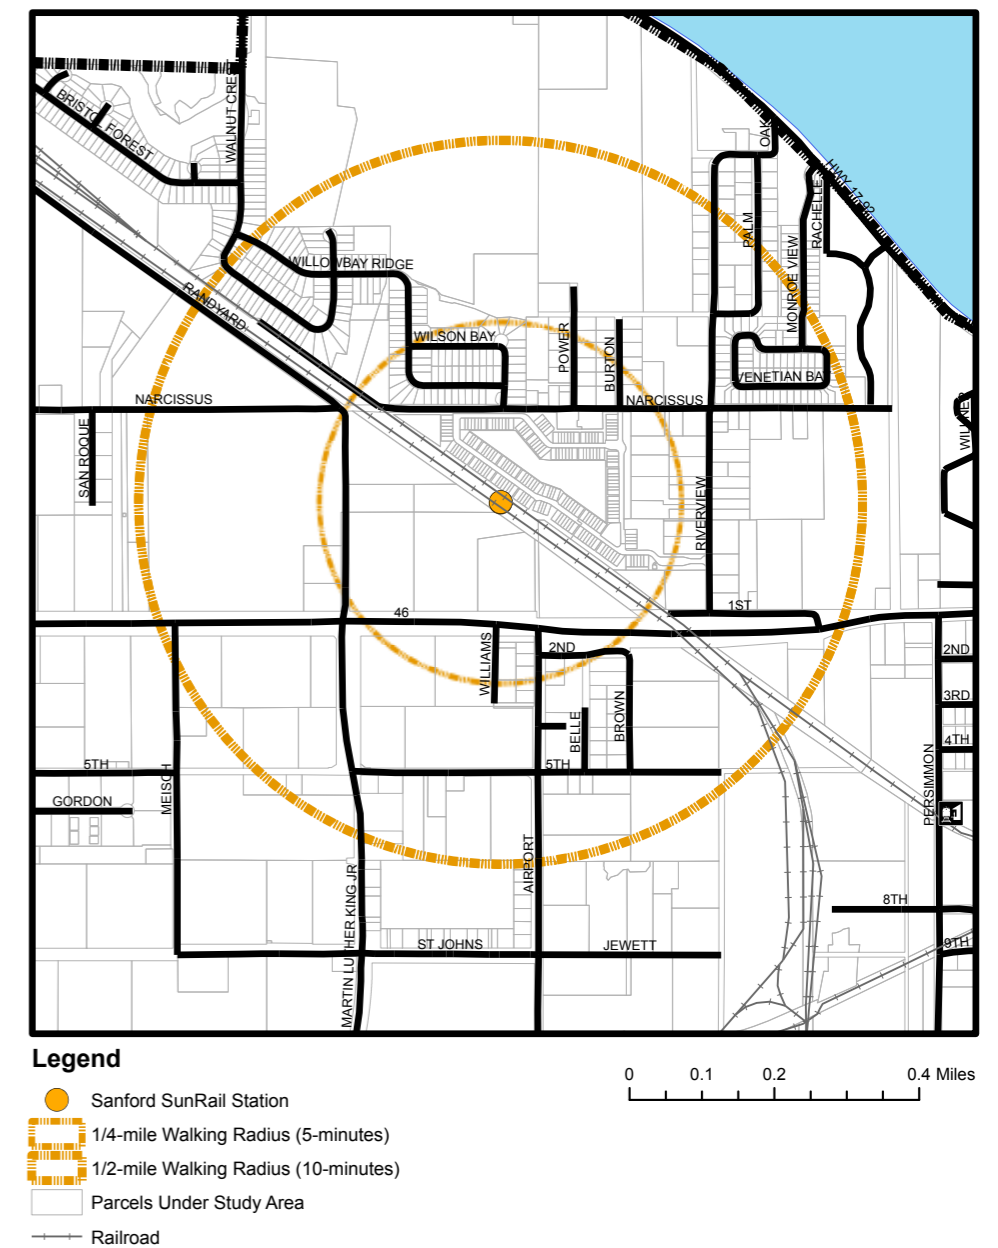 OAK
WALNUT CREST
BRISTOL FOREST
HWY 17-92
RACHELLE
PALM
MONROE VIEW
WILLOWBAY RIDGE
RANDYARD
WILSON BAY
POWER
BURTON
VENETIAN BAY
NARCISSUS
NARCISSUS
SAN ROQUE
RIVERVIEW
46
1ST
WILLIAMS
2ND
2ND
BELLE
BROWN
3RD
4TH
5TH
5TH
MEISCH
GORDON
PERSIMMON
AIRPORT
MARTIN LUTHER KING JR
8TH
ST JOHNS
JEWETT
9TH
Legend
0 0.1 0.2 0.4 Miles
Sanford SunRail Station
1/4-mile Walking Radius (5-minutes)
1/2-mile Walking Radius (10-minutes)
Parcels Under Study Area
Railroad